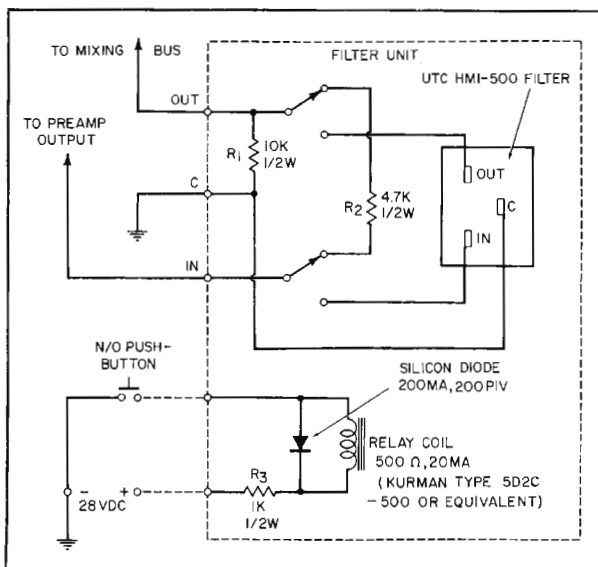 TO MIXING BUS
FILTER UNIT
UTC HMI-500 FILTER
OUT
TO PREAMP
OUTPUT
R1
10K
1/2W
C
R2
4.7K
1/2W
OUT
C
IN
IN
N/O PUSH-
BUTTON
SILICON DIODE
200MA, 200PIV
RELAY COIL
500 Ω, 20MA
(KURMAN TYPE 5D2C
-500 OR EQUIVALENT)
R3
1K
1/2W
- +
28VDC